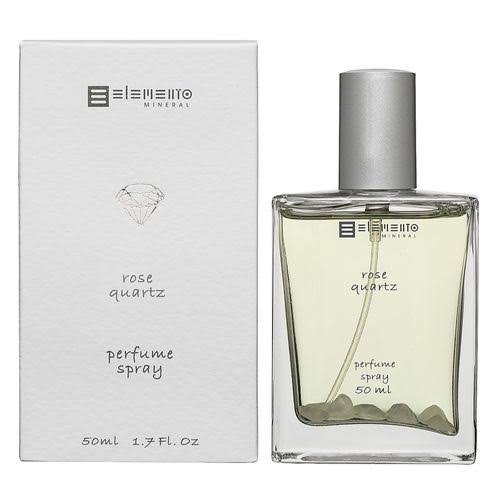 elemento
MINERAL
rose
quartz
perfume
spray
50ml 1.7 Fl. Oz
elemento
MINERAL
rose
quartz
perfume
spray
50 ml